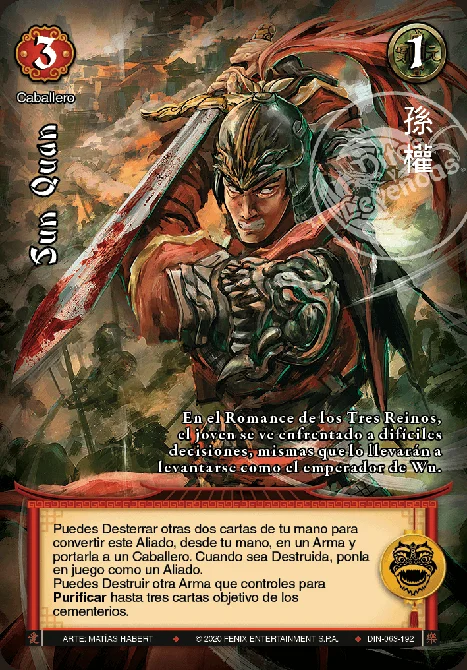 3
1
Caballero
孫權
Sun Quan
En el Romance de los Tres Reinos,
el joven se ve enfrentado a difíciles
decisiones, mismas que lo llevarán a
levantarse como el emperador de Wu.
Puedes Desterrar otras dos cartas de tu mano para
convertir este Aliado, desde tu mano, en un Arma y
portarla a un Caballero. Cuando sea Destruida, ponla
en juego como un Aliado.
Puedes Destruir otra Arma que controles para
Purificar hasta tres cartas objetivo de los
cementerios.
ARTE: MATÍAS HABERT ◆ © 2020 FENIX ENTERTAINMENT S.P.A. ◆ DIN-063-192